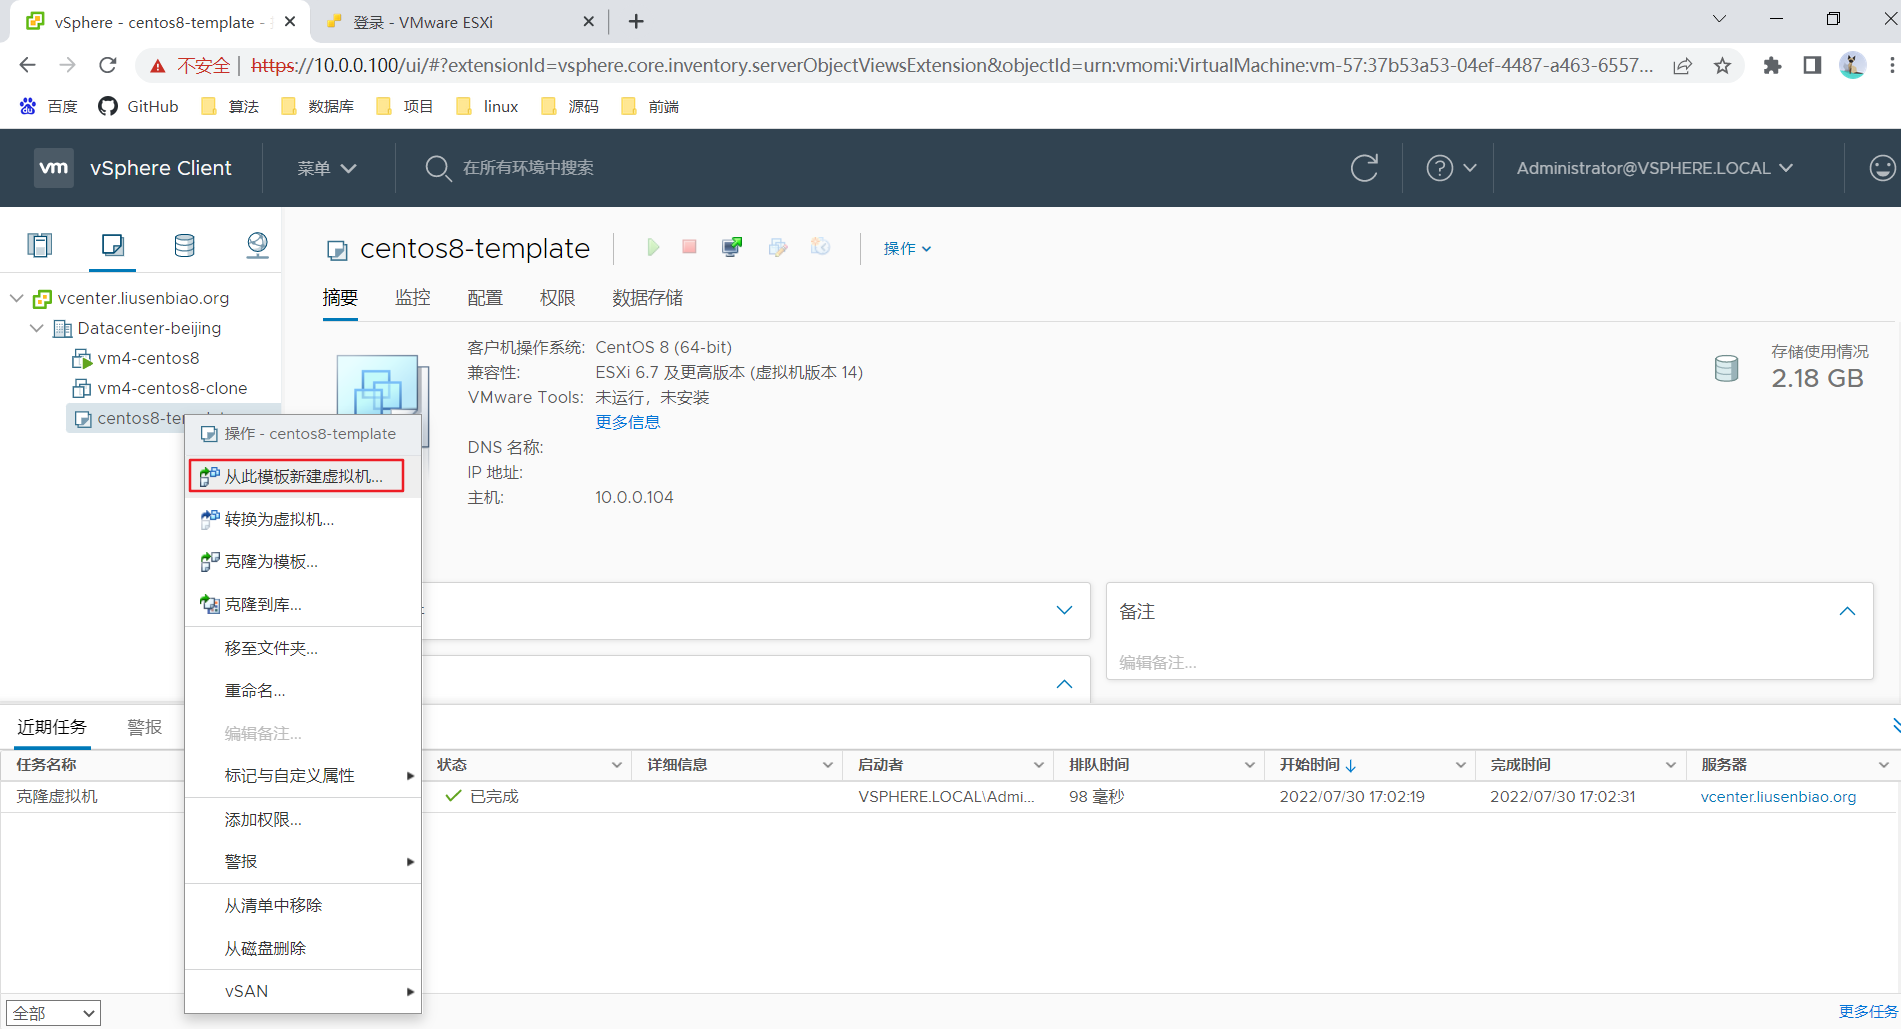 vSphere - centos8-template -
登录 - VMware ESXi
不安全 | https://10.0.0.100/ui/#?extensionId=vsphere.core.inventory.serverObjectViewsExtension&objectId=urn:vmomi:VirtualMachine:vm-57:37b53a53-04ef-4487-a463-6557...
百度 GitHub 算法 数据库 项目 linux 源码 前端
vm vSphere Client 菜单 在所有环境中搜索 Administrator@VSPHERE.LOCAL
vcenter.liusenbiao.org
Datacenter-beijing
vm4-centos8
vm4-centos8-clone
centos8-templat
centos8-template 操作
摘要 监控 配置 权限 数据存储
客户机操作系统: CentOS 8 (64-bit)
兼容性: ESXi 6.7 及更高版本 (虚拟机版本 14)
VMware Tools: 未运行，未安装
更多信息
DNS 名称:
IP 地址:
主机: 10.0.0.104
存储使用情况
2.18 GB
操作 - centos8-template
从此模板新建虚拟机...
转换为虚拟机...
克隆为模板...
克隆到库...
移至文件夹...
重命名...
编辑备注...
标记与自定义属性
添加权限...
警报
从清单中移除
从磁盘删除
vSAN
备注
编辑备注...
近期任务 警报
任务名称 状态 详细信息 启动者 排队时间 开始时间 完成时间 服务器
克隆虚拟机 已完成 VSPHERE.LOCAL\Admi... 98 毫秒 2022/07/30 17:02:19 2022/07/30 17:02:31 vcenter.liusenbiao.org
全部
更多任务